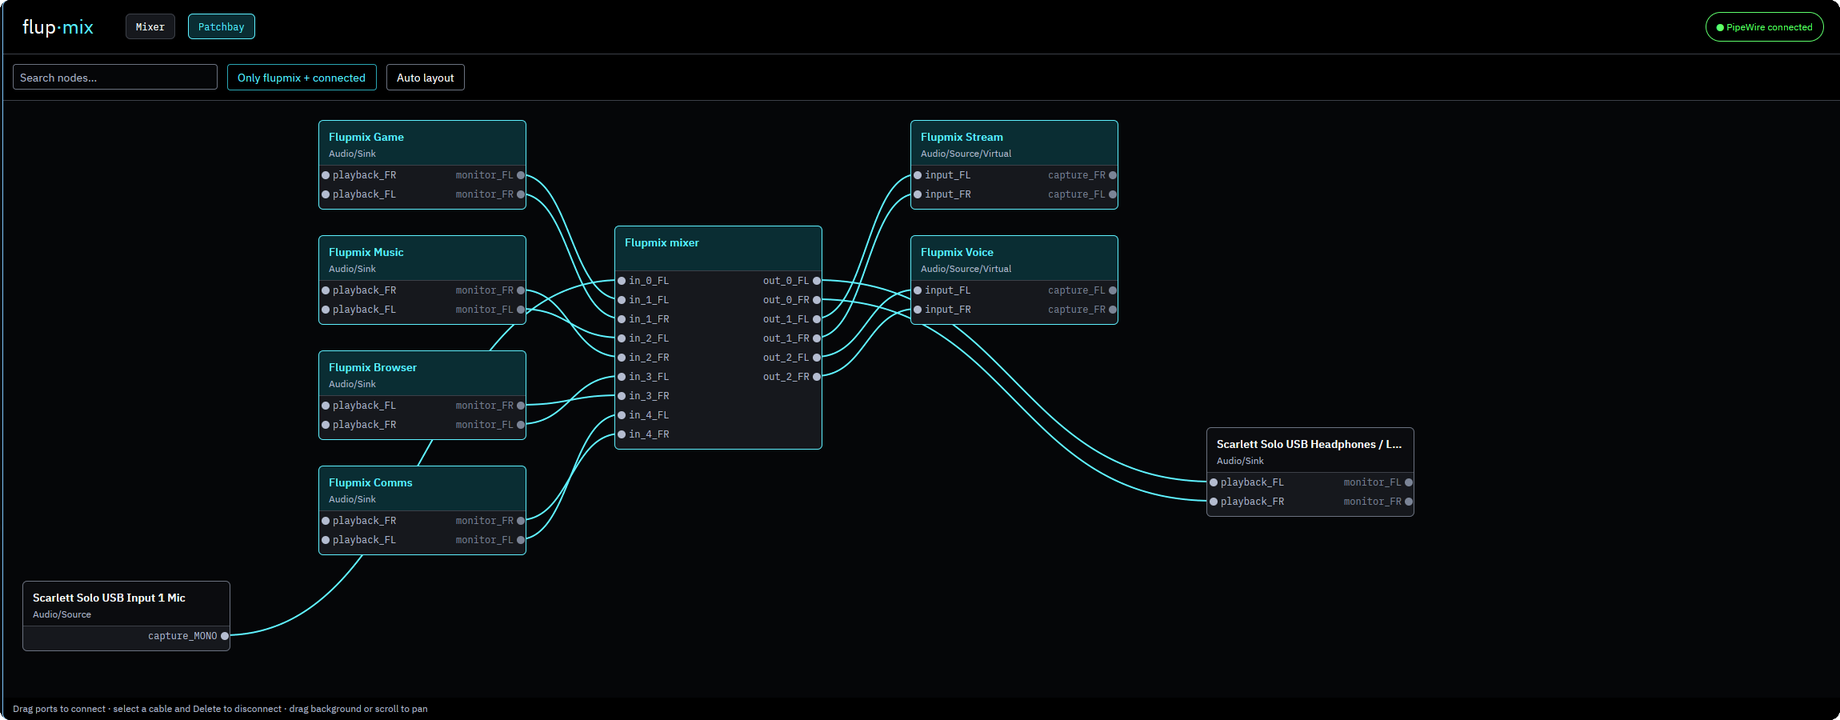 flup·mix
Mixer
Patchbay
PipeWire connected
Search nodes...
Only flupmix + connected
Auto layout
Flupmix Game
Audio/Sink
playback_FR monitor_FL
playback_FL monitor_FR
Flupmix Music
Audio/Sink
playback_FR monitor_FR
playback_FL monitor_FL
Flupmix Browser
Audio/Sink
playback_FL monitor_FR
playback_FR monitor_FL
Flupmix Comms
Audio/Sink
playback_FR monitor_FR
playback_FL monitor_FL
Scarlett Solo USB Input 1 Mic
Audio/Source
capture_MONO
Flupmix mixer
in_0_FL out_0_FL
in_1_FL out_0_FR
in_1_FR out_1_FL
in_2_FL out_1_FR
in_2_FR out_2_FL
in_3_FL out_2_FR
in_3_FR
in_4_FL
in_4_FR
Flupmix Stream
Audio/Source/Virtual
input_FL capture_FR
input_FR capture_FL
Flupmix Voice
Audio/Source/Virtual
input_FL capture_FL
input_FR capture_FR
Scarlett Solo USB Headphones / L...
Audio/Sink
playback_FL monitor_FL
playback_FR monitor_FR
Drag ports to connect · select a cable and Delete to disconnect · drag background or scroll to pan